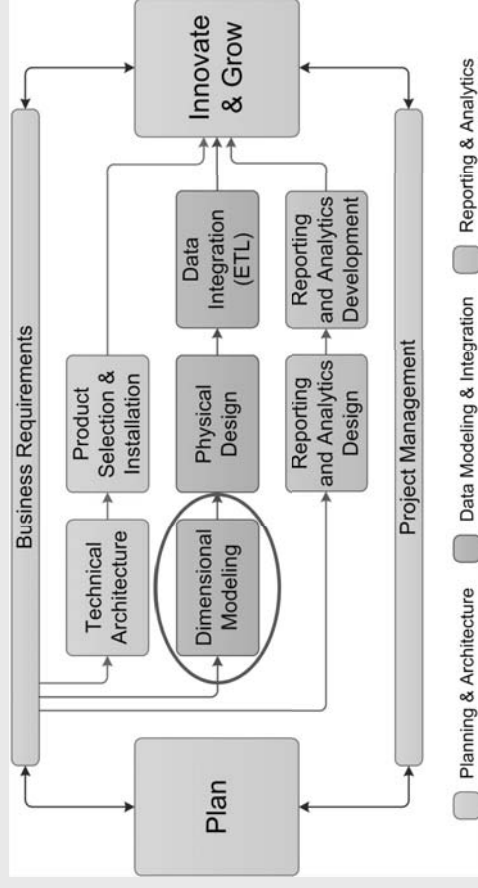 Business Requirements
Plan
Technical
Architecture
Product
Selection &
Installation
Dimensional
Modeling
Physical
Design
Data
Integration
(ETL)
Reporting
and Analytics
Design
Reporting
and Analytics
Development
Innovate
& Grow
Project Management
Planning & Architecture
Data Modeling & Integration
Reporting & Analytics